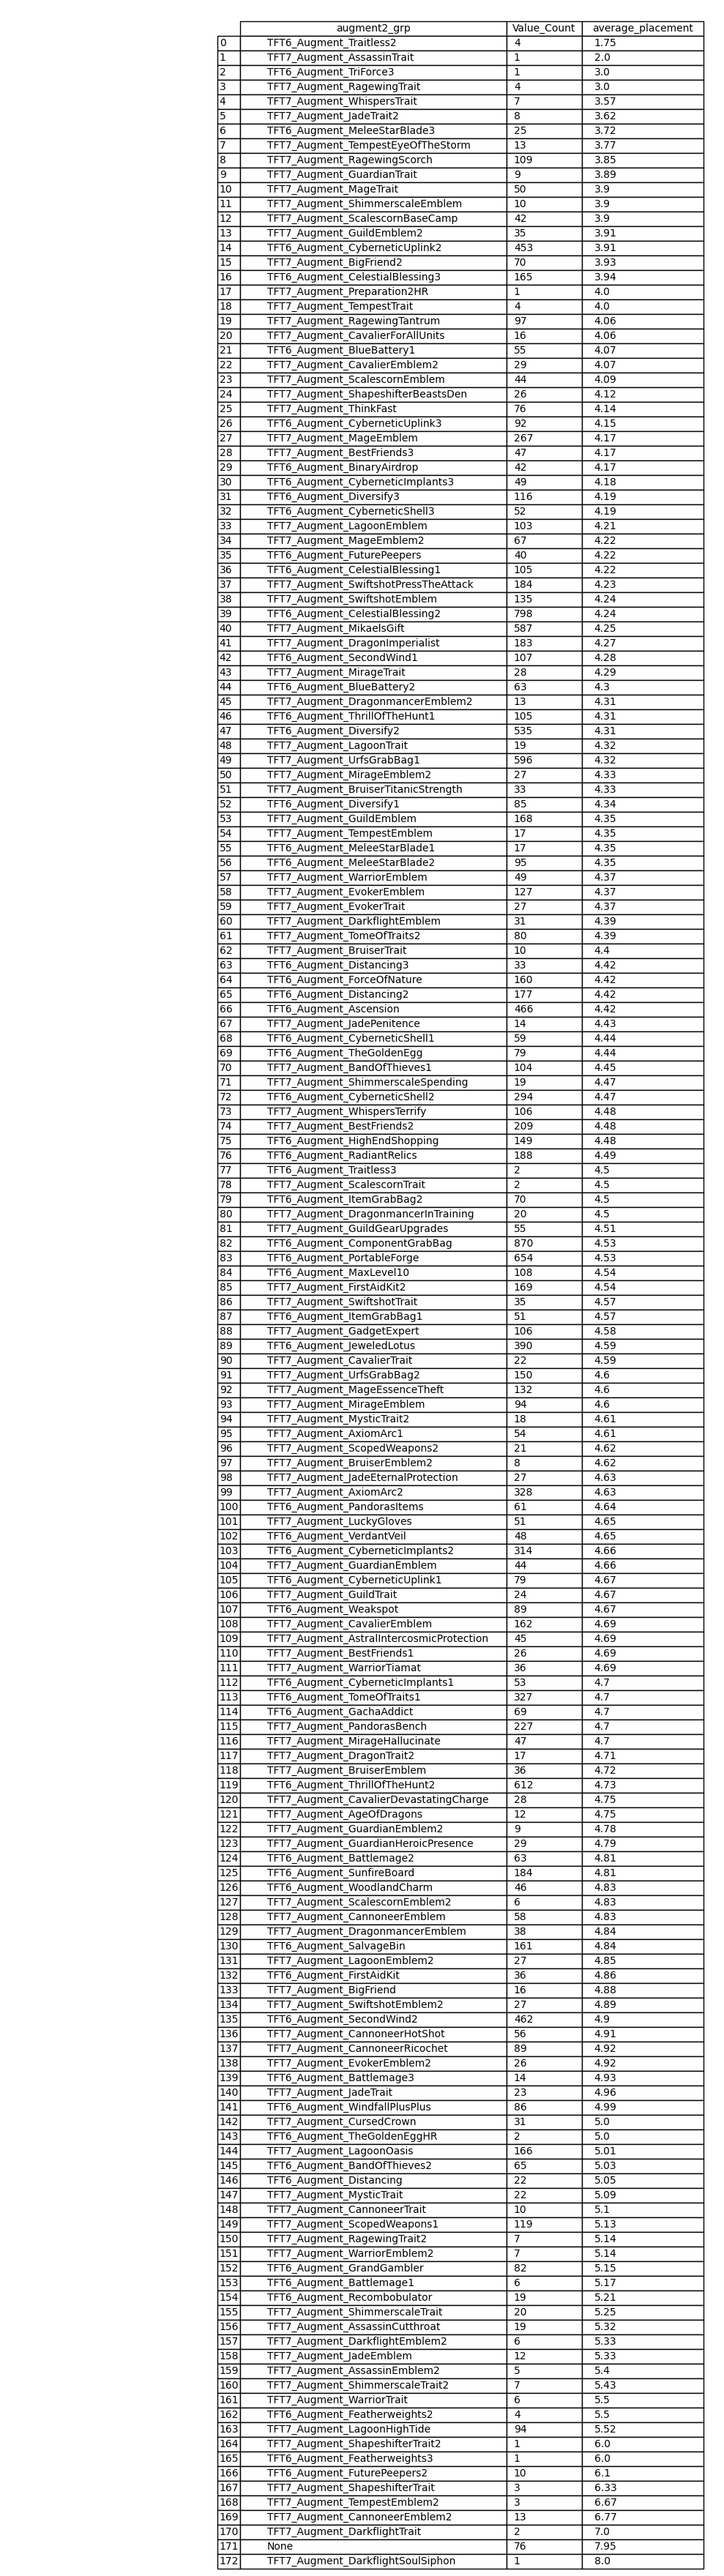 augment2_grp Value_Count average_placement
0 TFT6_Augment_Traitless2 4 1.75
1 TFT7_Augment_AssassinTrait 1 2.0
2 TFT6_Augment_TriForce3 1 3.0
3 TFT7_Augment_RagewingTrait 4 3.0
4 TFT7_Augment_WhispersTrait 7 3.57
5 TFT7_Augment_JadeTrait2 8 3.62
6 TFT6_Augment_MeleeStarBlade3 25 3.72
7 TFT7_Augment_TempestEyeOfTheStorm 13 3.77
8 TFT7_Augment_RagewingScorch 109 3.85
9 TFT7_Augment_GuardianTrait 9 3.89
10 TFT7_Augment_MageTrait 50 3.9
11 TFT7_Augment_ShimmerscaleEmblem 10 3.9
12 TFT7_Augment_ScalescornBaseCamp 42 3.9
13 TFT7_Augment_GuildEmblem2 35 3.91
14 TFT6_Augment_CyberneticUplink2 453 3.91
15 TFT7_Augment_BigFriend2 70 3.93
16 TFT6_Augment_CelestialBlessing3 165 3.94
17 TFT7_Augment_Preparation2HR 1 4.0
18 TFT7_Augment_TempestTrait 4 4.0
19 TFT7_Augment_RagewingTantrum 97 4.06
20 TFT7_Augment_CavalierForAllUnits 16 4.06
21 TFT6_Augment_BlueBattery1 55 4.07
22 TFT7_Augment_CavalierEmblem2 29 4.07
23 TFT7_Augment_ScalescornEmblem 44 4.09
24 TFT7_Augment_ShapeshifterBeastsDen 26 4.12
25 TFT7_Augment_ThinkFast 76 4.14
26 TFT6_Augment_CyberneticUplink3 92 4.15
27 TFT7_Augment_MageEmblem 267 4.17
28 TFT7_Augment_BestFriends3 47 4.17
29 TFT6_Augment_BinaryAirdrop 42 4.17
30 TFT6_Augment_CyberneticImplants3 49 4.18
31 TFT6_Augment_Diversify3 116 4.19
32 TFT6_Augment_CyberneticShell3 52 4.19
33 TFT7_Augment_LagoonEmblem 103 4.21
34 TFT7_Augment_MageEmblem2 67 4.22
35 TFT6_Augment_FuturePeepers 40 4.22
36 TFT6_Augment_CelestialBlessing1 105 4.22
37 TFT7_Augment_SwiftshotPressTheAttack 184 4.23
38 TFT7_Augment_SwiftshotEmblem 135 4.24
39 TFT6_Augment_CelestialBlessing2 798 4.24
40 TFT7_Augment_MikaelsGift 587 4.25
41 TFT7_Augment_DragonImperialist 183 4.27
42 TFT6_Augment_SecondWind1 107 4.28
43 TFT7_Augment_MirageTrait 28 4.29
44 TFT6_Augment_BlueBattery2 63 4.3
45 TFT7_Augment_DragonmancerEmblem2 13 4.31
46 TFT6_Augment_ThrillOfTheHunt1 105 4.31
47 TFT6_Augment_Diversify2 535 4.31
48 TFT7_Augment_LagoonTrait 19 4.32
49 TFT7_Augment_UrfsGrabBag1 596 4.32
50 TFT7_Augment_MirageEmblem2 27 4.33
51 TFT7_Augment_BruiserTitanicStrength 33 4.33
52 TFT6_Augment_Diversify1 85 4.34
53 TFT7_Augment_GuildEmblem 168 4.35
54 TFT7_Augment_TempestEmblem 17 4.35
55 TFT6_Augment_MeleeStarBlade1 17 4.35
56 TFT6_Augment_MeleeStarBlade2 95 4.35
57 TFT7_Augment_WarriorEmblem 49 4.37
58 TFT7_Augment_EvokerEmblem 127 4.37
59 TFT7_Augment_EvokerTrait 27 4.37
60 TFT7_Augment_DarkflightEmblem 31 4.39
61 TFT7_Augment_TomeOfTraits2 80 4.39
62 TFT7_Augment_BruiserTrait 10 4.4
63 TFT6_Augment_Distancing3 33 4.42
64 TFT6_Augment_ForceOfNature 160 4.42
65 TFT6_Augment_Distancing2 177 4.42
66 TFT6_Augment_Ascension 466 4.42
67 TFT7_Augment_JadePenitence 14 4.43
68 TFT6_Augment_CyberneticShell1 59 4.44
69 TFT6_Augment_TheGoldenEgg 79 4.44
70 TFT7_Augment_BandOfThieves1 104 4.45
71 TFT7_Augment_ShimmerscaleSpending 19 4.47
72 TFT6_Augment_CyberneticShell2 294 4.47
73 TFT7_Augment_WhispersTerrify 106 4.48
74 TFT7_Augment_BestFriends2 209 4.48
75 TFT6_Augment_HighEndShopping 149 4.48
76 TFT6_Augment_RadiantRelics 188 4.49
77 TFT6_Augment_Traitless3 2 4.5
78 TFT7_Augment_ScalescornTrait 2 4.5
79 TFT6_Augment_ItemGrabBag2 70 4.5
80 TFT7_Augment_DragonmancerInTraining 20 4.5
81 TFT7_Augment_GuildGearUpgrades 55 4.51
82 TFT6_Augment_ComponentGrabBag 870 4.53
83 TFT6_Augment_PortableForge 654 4.53
84 TFT6_Augment_MaxLevel10 108 4.54
85 TFT7_Augment_FirstAidKit2 169 4.54
86 TFT7_Augment_SwiftshotTrait 35 4.57
87 TFT6_Augment_ItemGrabBag1 51 4.57
88 TFT7_Augment_GadgetExpert 106 4.58
89 TFT6_Augment_JeweledLotus 390 4.59
90 TFT7_Augment_CavalierTrait 22 4.59
91 TFT7_Augment_UrfsGrabBag2 150 4.6
92 TFT7_Augment_MageEssenceTheft 132 4.6
93 TFT7_Augment_MirageEmblem 94 4.6
94 TFT7_Augment_MysticTrait2 18 4.61
95 TFT7_Augment_AxiomArc1 54 4.61
96 TFT7_Augment_ScopedWeapons2 21 4.62
97 TFT7_Augment_BruiserEmblem2 8 4.62
98 TFT7_Augment_JadeEternalProtection 27 4.63
99 TFT7_Augment_AxiomArc2 328 4.63
100 TFT6_Augment_PandorasItems 61 4.64
101 TFT7_Augment_LuckyGloves 51 4.65
102 TFT6_Augment_VerdantVeil 48 4.65
103 TFT6_Augment_CyberneticImplants2 314 4.66
104 TFT7_Augment_GuardianEmblem 44 4.66
105 TFT6_Augment_CyberneticUplink1 79 4.67
106 TFT7_Augment_GuildTrait 24 4.67
107 TFT6_Augment_Weakspot 89 4.67
108 TFT7_Augment_CavalierEmblem 162 4.69
109 TFT7_Augment_AstralIntercosmicProtection 45 4.69
110 TFT7_Augment_BestFriends1 26 4.69
111 TFT7_Augment_WarriorTiamat 36 4.69
112 TFT6_Augment_CyberneticImplants1 53 4.7
113 TFT6_Augment_TomeOfTraits1 327 4.7
114 TFT6_Augment_GachaAddict 69 4.7
115 TFT7_Augment_PandorasBench 227 4.7
116 TFT7_Augment_MirageHallucinate 47 4.7
117 TFT7_Augment_DragonTrait2 17 4.71
118 TFT7_Augment_BruiserEmblem 36 4.72
119 TFT6_Augment_ThrillOfTheHunt2 612 4.73
120 TFT7_Augment_CavalierDevastatingCharge 28 4.75
121 TFT7_Augment_AgeOfDragons 12 4.75
122 TFT7_Augment_GuardianEmblem2 9 4.78
123 TFT7_Augment_GuardianHeroicPresence 29 4.79
124 TFT6_Augment_Battlemage2 63 4.81
125 TFT6_Augment_SunfireBoard 184 4.81
126 TFT6_Augment_WoodlandCharm 46 4.83
127 TFT7_Augment_ScalescornEmblem2 6 4.83
128 TFT7_Augment_CannoneerEmblem 58 4.83
129 TFT7_Augment_DragonmancerEmblem 38 4.84
130 TFT6_Augment_SalvageBin 161 4.84
131 TFT7_Augment_LagoonEmblem2 27 4.85
132 TFT6_Augment_FirstAidKit 36 4.86
133 TFT7_Augment_BigFriend 16 4.88
134 TFT7_Augment_SwiftshotEmblem2 27 4.89
135 TFT6_Augment_SecondWind2 462 4.9
136 TFT7_Augment_CannoneerHotShot 56 4.91
137 TFT7_Augment_CannoneerRicochet 89 4.92
138 TFT7_Augment_EvokerEmblem2 26 4.92
139 TFT6_Augment_Battlemage3 14 4.93
140 TFT7_Augment_JadeTrait 23 4.96
141 TFT6_Augment_WindfallPlusPlus 86 4.99
142 TFT7_Augment_CursedCrown 31 5.0
143 TFT6_Augment_TheGoldenEggHR 2 5.0
144 TFT7_Augment_LagoonOasis 166 5.01
145 TFT6_Augment_BandOfThieves2 65 5.03
146 TFT6_Augment_Distancing 22 5.05
147 TFT7_Augment_MysticTrait 22 5.09
148 TFT7_Augment_CannoneerTrait 10 5.1
149 TFT7_Augment_ScopedWeapons1 119 5.13
150 TFT7_Augment_RagewingTrait2 7 5.14
151 TFT7_Augment_WarriorEmblem2 7 5.14
152 TFT6_Augment_GrandGambler 82 5.15
153 TFT6_Augment_Battlemage1 6 5.17
154 TFT6_Augment_Recombobulator 19 5.21
155 TFT7_Augment_ShimmerscaleTrait 20 5.25
156 TFT7_Augment_AssassinCutthroat 19 5.32
157 TFT7_Augment_DarkflightEmblem2 6 5.33
158 TFT7_Augment_JadeEmblem 12 5.33
159 TFT7_Augment_AssassinEmblem2 5 5.4
160 TFT7_Augment_ShimmerscaleTrait2 7 5.43
161 TFT7_Augment_WarriorTrait 6 5.5
162 TFT6_Augment_Featherweights2 4 5.5
163 TFT7_Augment_LagoonHighTide 94 5.52
164 TFT7_Augment_ShapeshifterTrait2 1 6.0
165 TFT6_Augment_Featherweights3 1 6.0
166 TFT6_Augment_FuturePeepers2 10 6.1
167 TFT7_Augment_ShapeshifterTrait 3 6.33
168 TFT7_Augment_TempestEmblem2 3 6.67
169 TFT7_Augment_CannoneerEmblem2 13 6.77
170 TFT7_Augment_DarkflightTrait 2 7.0
171 None 76 7.95
172 TFT7_Augment_DarkflightSoulSiphon 1 8.0